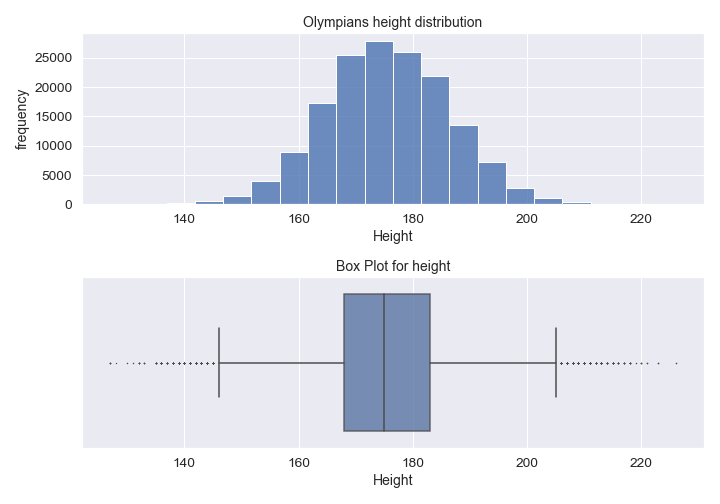 Olympians height distribution
25000
20000
15000
10000
5000
0
frequency
140 160 180 200 220
Height
Box Plot for height
140 160 180 200 220
Height